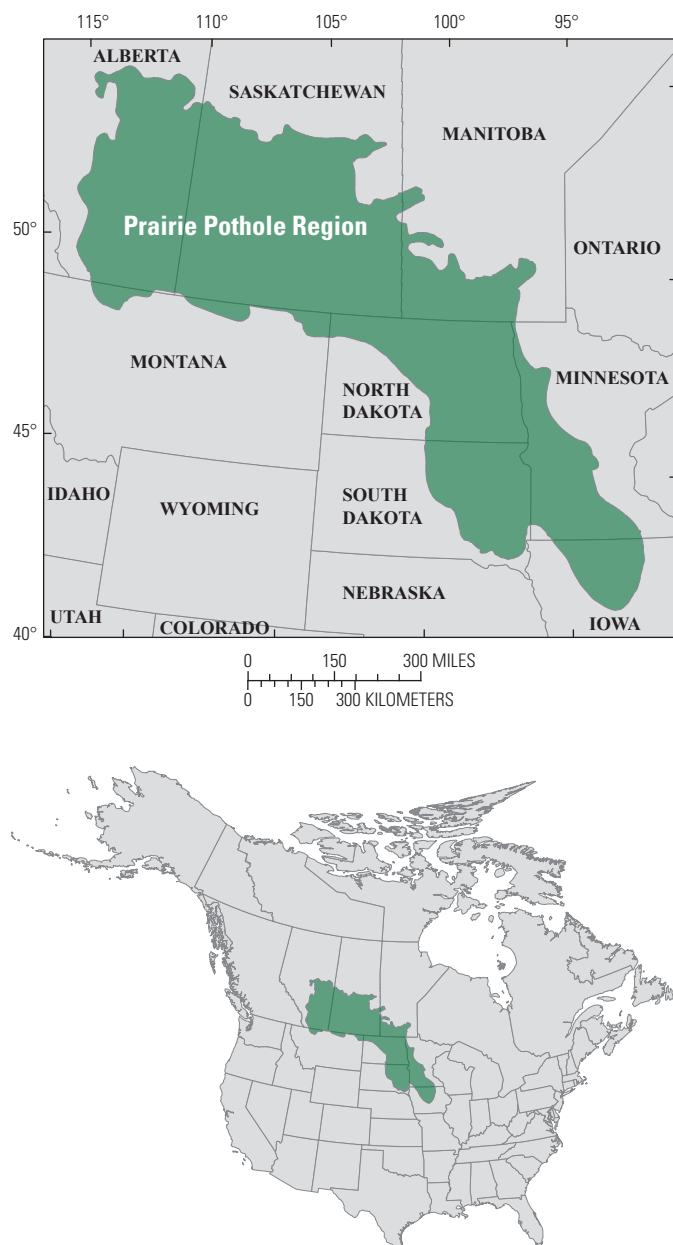 115° 110° 105° 100° 95°
ALBERTA
SASKATCHEWAN
MANITOBA
50°
Prairie Pothole Region
ONTARIO
MONTANA
NORTH
DAKOTA
MINNESOTA
45°
IDAHO
WYOMING
SOUTH
DAKOTA
NEBRASKA
UTAH
COLORADO
IOWA
40°
0 150 300 MILES
0 150 300 KILOMETERS